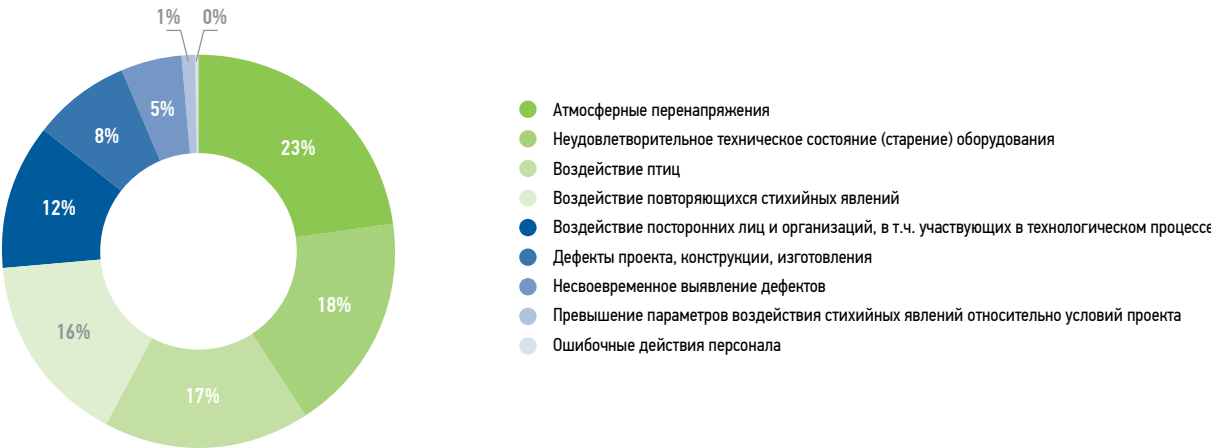 1% 0%
5%
8%
23%
12%
18%
16%
17%
Атмосферные перенапряжения
Неудовлетворительное техническое состояние (старение) оборудования
Воздействие птиц
Воздействие повторяющихся стихийных явлений
Воздействие посторонних лиц и организаций, в т.ч. участвующих в технологическом процессе
Дефекты проекта, конструкции, изготовления
Несвоевременное выявление дефектов
Превышение параметров воздействия стихийных явлений относительно условий проекта
Ошибочные действия персонала